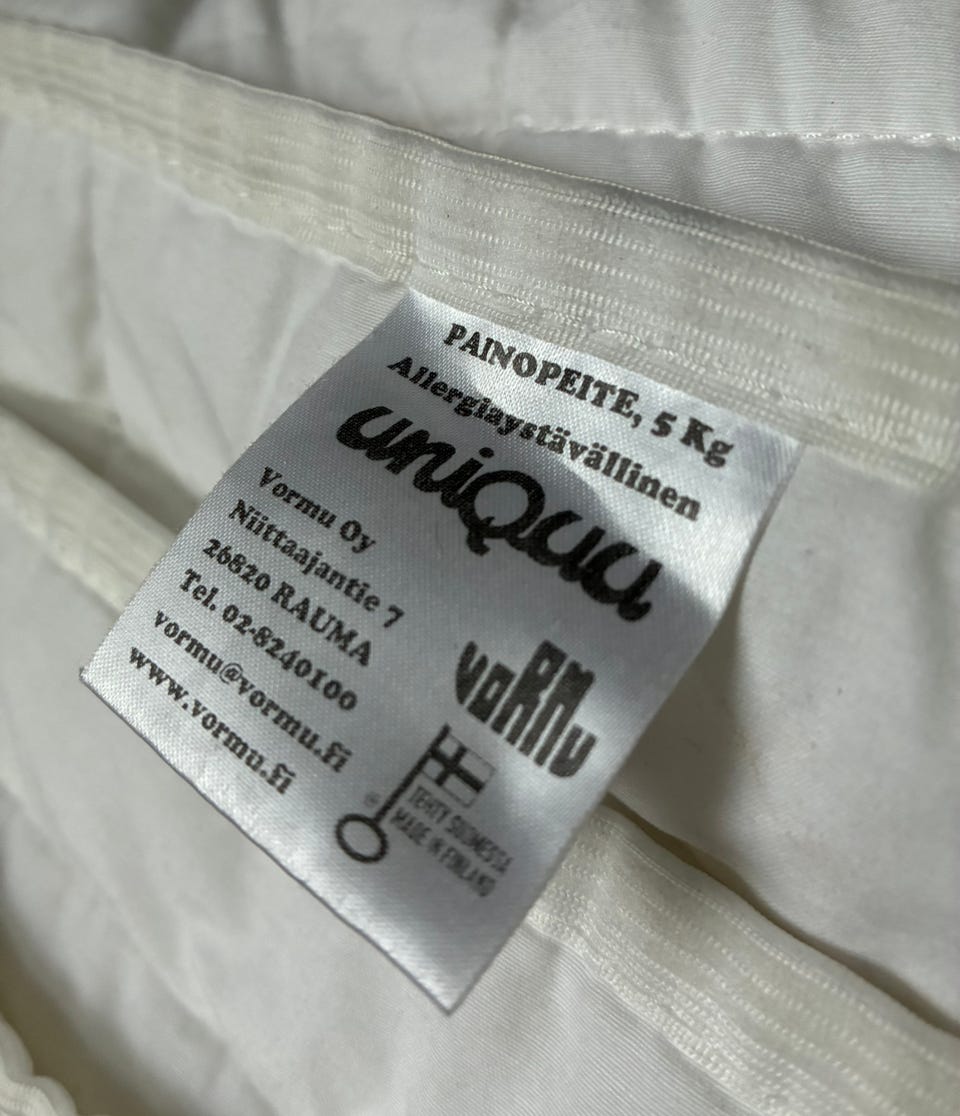 PAINOPEITE, 5 Kg
Allergiaystävällinen
uniQuu
Vormu Oy
Niittaajantie 7
26820 RAUMA
Tel. 02-8240100
vormu@vormu.fi
www.vormu.fi
VORMU
®
TEHTY SUOMESSA
MADE IN FINLAND